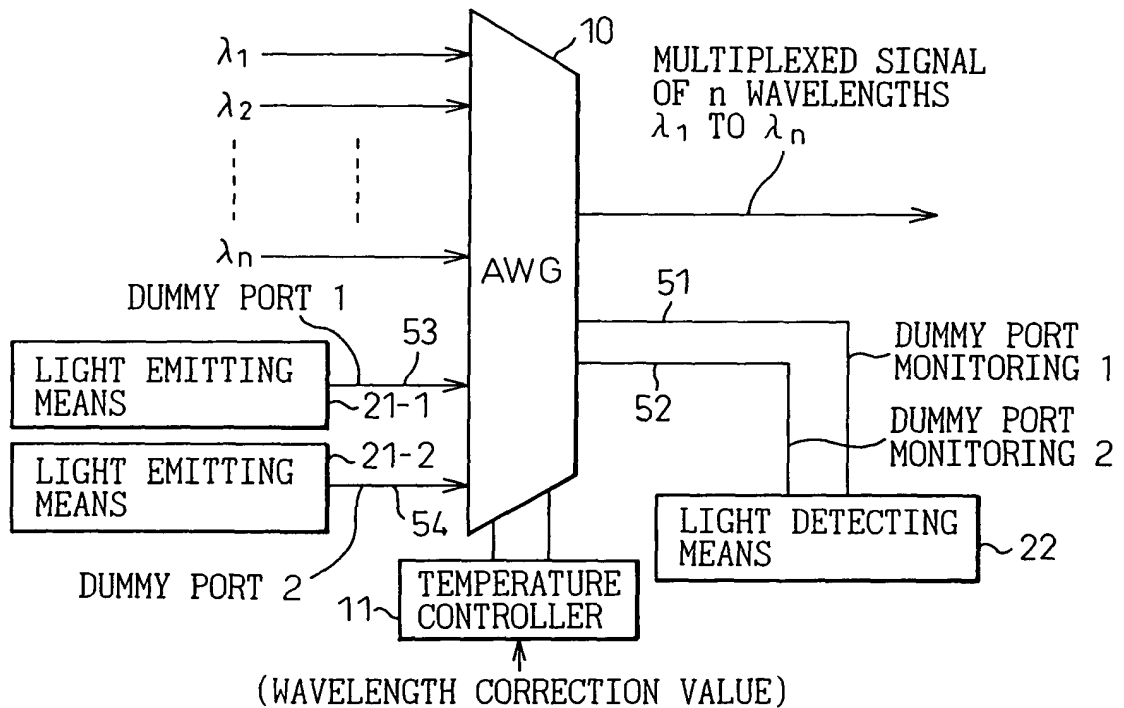 λ1
10
MULTIPLEXED SIGNAL
OF n WAVELENGTHS
λ1 TO λn
λ2
λn
AWG
DUMMY PORT 1
53
51
DUMMY PORT
MONITORING 1
LIGHT EMITTING
MEANS
21-1
52
DUMMY PORT
MONITORING 2
21-2
LIGHT EMITTING
MEANS
54
LIGHT DETECTING
MEANS
22
DUMMY PORT 2
11
TEMPERATURE
CONTROLLER
(WAVELENGTH CORRECTION VALUE)